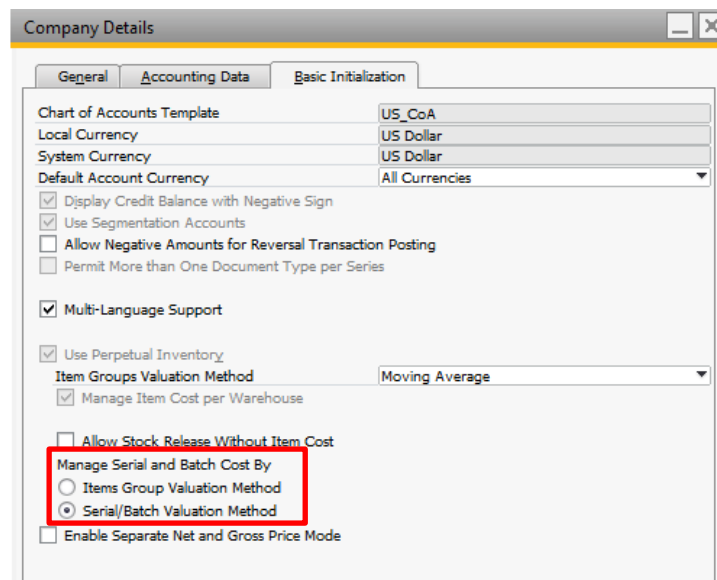 Company Details
General
Accounting Data
Basic Initialization
Chart of Accounts Template US_CoA
Local Currency US Dollar
System Currency US Dollar
Default Account Currency All Currencies
Display Credit Balance with Negative Sign
Use Segmentation Accounts
Allow Negative Amounts for Reversal Transaction Posting
Permit More than One Document Type per Series
Multi-Language Support
Use Perpetual Inventory
Item Groups Valuation Method Moving Average
Manage Item Cost per Warehouse
Allow Stock Release Without Item Cost
Manage Serial and Batch Cost By
Items Group Valuation Method
Serial/Batch Valuation Method
Enable Separate Net and Gross Price Mode